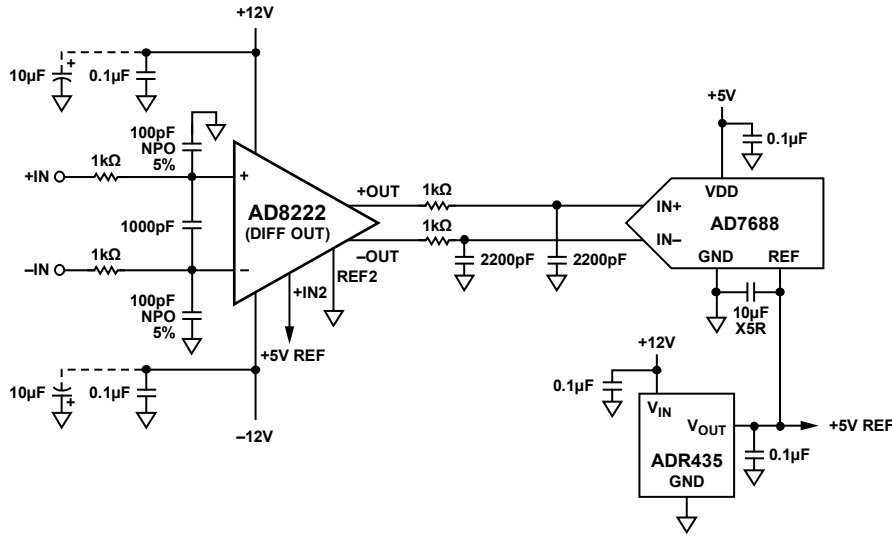 +12V
10µF
+
0.1µF
100pF
NPO
5%
+IN
1kΩ
+
1000pF
AD8222
(DIFF OUT)
–IN
1kΩ
–
100pF
NPO
5%
+OUT
1kΩ
–OUT
1kΩ
REF2
+IN2
+5V REF
2200pF
2200pF
10µF
+
0.1µF
–12V
+5V
0.1µF
VDD
IN+
AD7688
IN–
GND
REF
10µF
X5R
+12V
0.1µF
VIN
VOUT
+5V REF
ADR435
GND
0.1µF